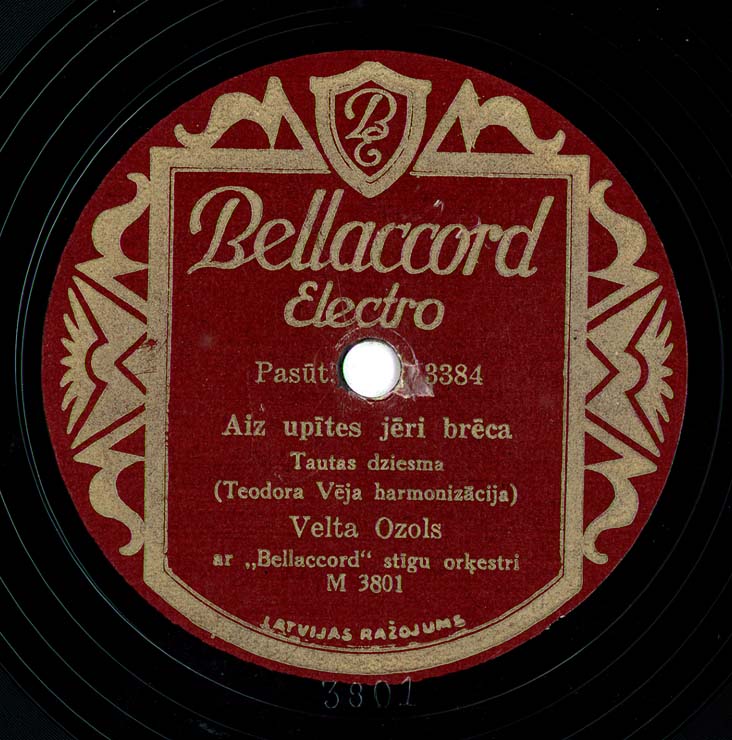 BE
Bellaccord
Electro
Pasūt. 3384
Aiz upītes jēri brēca
Tautas dziesma
(Teodora Vēja harmonizācija)
Velta Ozols
ar „Bellaccord“ stīgu orķestri
M 3801
LATVIJAS RAŽOJUMS
3801